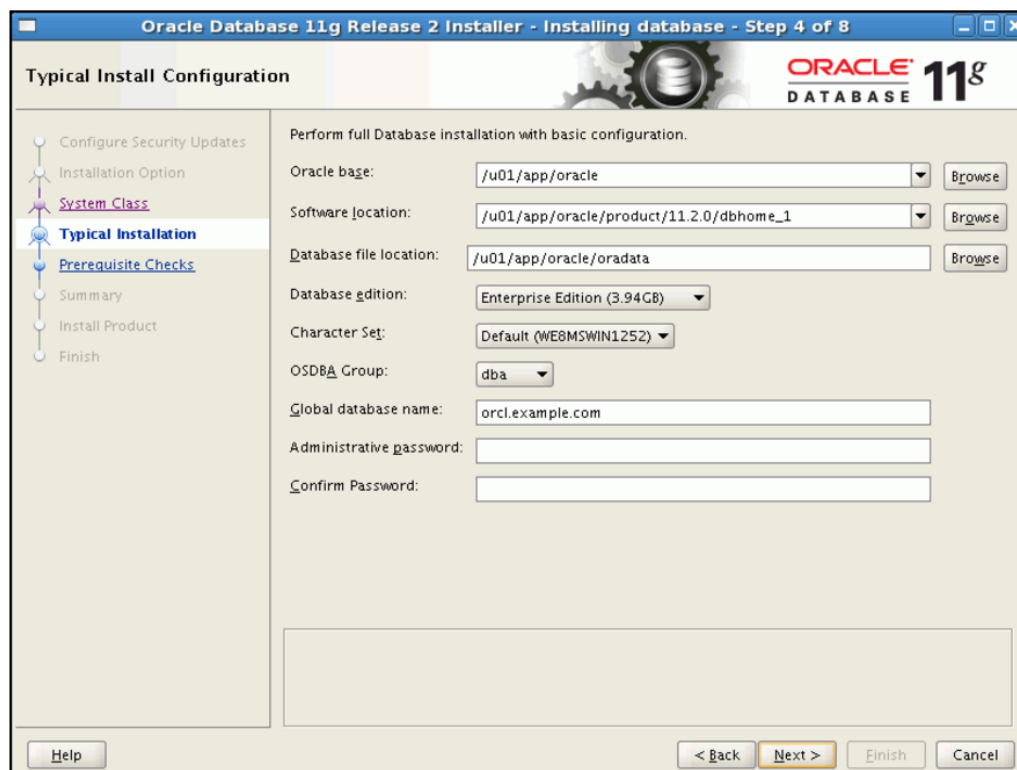 Oracle Database 11g Release 2 Installer - Installing database - Step 4 of 8
Typical Install Configuration
ORACLE DATABASE 11g
Configure Security Updates
Installation Option
System Class
Typical Installation
Prerequisite Checks
Summary
Install Product
Finish
Perform full Database installation with basic configuration.
Oracle base: /u01/app/oracle Browse
Software location: /u01/app/oracle/product/11.2.0/dbhome_1 Browse
Database file location: /u01/app/oracle/oradata Browse
Database edition: Enterprise Edition (3.94GB)
Character Set: Default (WE8MSWIN1252)
OSDBA Group: dba
Global database name: orcl.example.com
Administrative password:
Confirm Password:
Help < Back Next > Finish Cancel